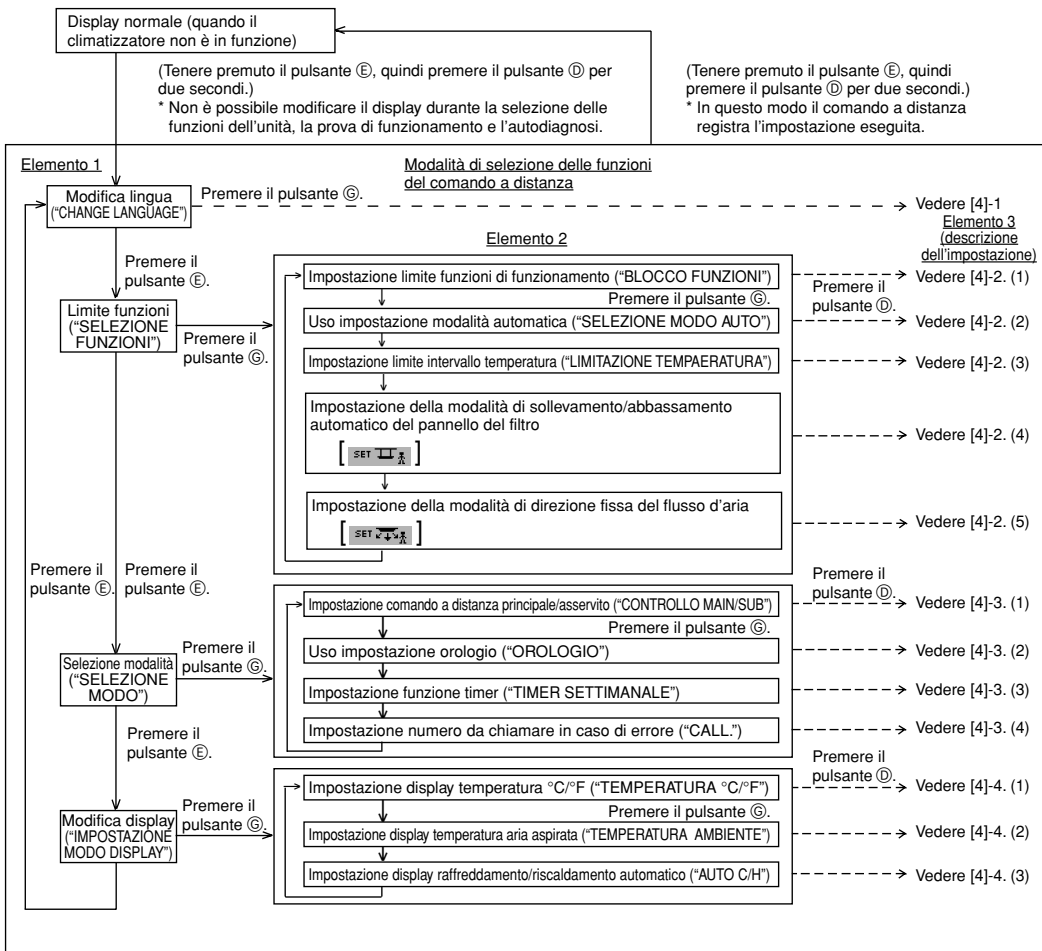 Display normale (quando il
climatizzatore non è in funzione)
(Tenere premuto il pulsante Ⓔ, quindi premere il pulsante Ⓓ per
due secondi.)
* Non è possibile modificare il display durante la selezione delle
funzioni dell'unità, la prova di funzionamento e l'autodiagnosi.
(Tenere premuto il pulsante Ⓔ, quindi
premere il pulsante Ⓓ per due secondi.)
* In questo modo il comando a distanza
registra l'impostazione eseguita.
Elemento 1
Modalità di selezione delle funzioni
del comando a distanza
Modifica lingua
("CHANGE LANGUAGE")
Premere il pulsante Ⓖ.
Vedere [4]-1
Elemento 3
(descrizione
dell'impostazione)
Elemento 2
Premere il
pulsante Ⓔ.
Limite funzioni
("SELEZIONE
FUNZIONI")
Premere il
pulsante Ⓖ.
Impostazione limite funzioni di funzionamento ("BLOCCO FUNZIONI")
Vedere [4]-2. (1)
Premere il pulsante Ⓖ.
Premere il
pulsante Ⓓ.
Uso impostazione modalità automatica ("SELEZIONE MODO AUTO")
Vedere [4]-2. (2)
Impostazione limite intervallo temperatura ("LIMITAZIONE TEMPAERATURA")
Vedere [4]-2. (3)
Impostazione della modalità di sollevamento/abbassamento
automatico del pannello del filtro
[ SET ]
Vedere [4]-2. (4)
Impostazione della modalità di direzione fissa del flusso d'aria
[ SET ]
Vedere [4]-2. (5)
Premere il
pulsante Ⓔ.
Premere il
pulsante Ⓔ.
Selezione modalità
("SELEZIONE
MODO")
Premere il
pulsante Ⓖ.
Premere il
pulsante Ⓓ.
Impostazione comando a distanza principale/asservito ("CONTROLLO MAIN/SUB")
Vedere [4]-3. (1)
Premere il pulsante Ⓖ.
Uso impostazione orologio ("OROLOGIO")
Vedere [4]-3. (2)
Impostazione funzione timer ("TIMER SETTIMANALE")
Vedere [4]-3. (3)
Impostazione numero da chiamare in caso di errore ("CALL.")
Vedere [4]-3. (4)
Premere il
pulsante Ⓔ.
Modifica display
("IMPOSTAZIONE
MODO DISPLAY")
Premere il
pulsante Ⓖ.
Premere il
pulsante Ⓓ.
Impostazione display temperatura °C/°F ("TEMPERATURA °C/°F")
Vedere [4]-4. (1)
Premere il pulsante Ⓖ.
Impostazione display temperatura aria aspirata ("TEMPERATURA AMBIENTE")
Vedere [4]-4. (2)
Impostazione display raffreddamento/riscaldamento automatico ("AUTO C/H")
Vedere [4]-4. (3)